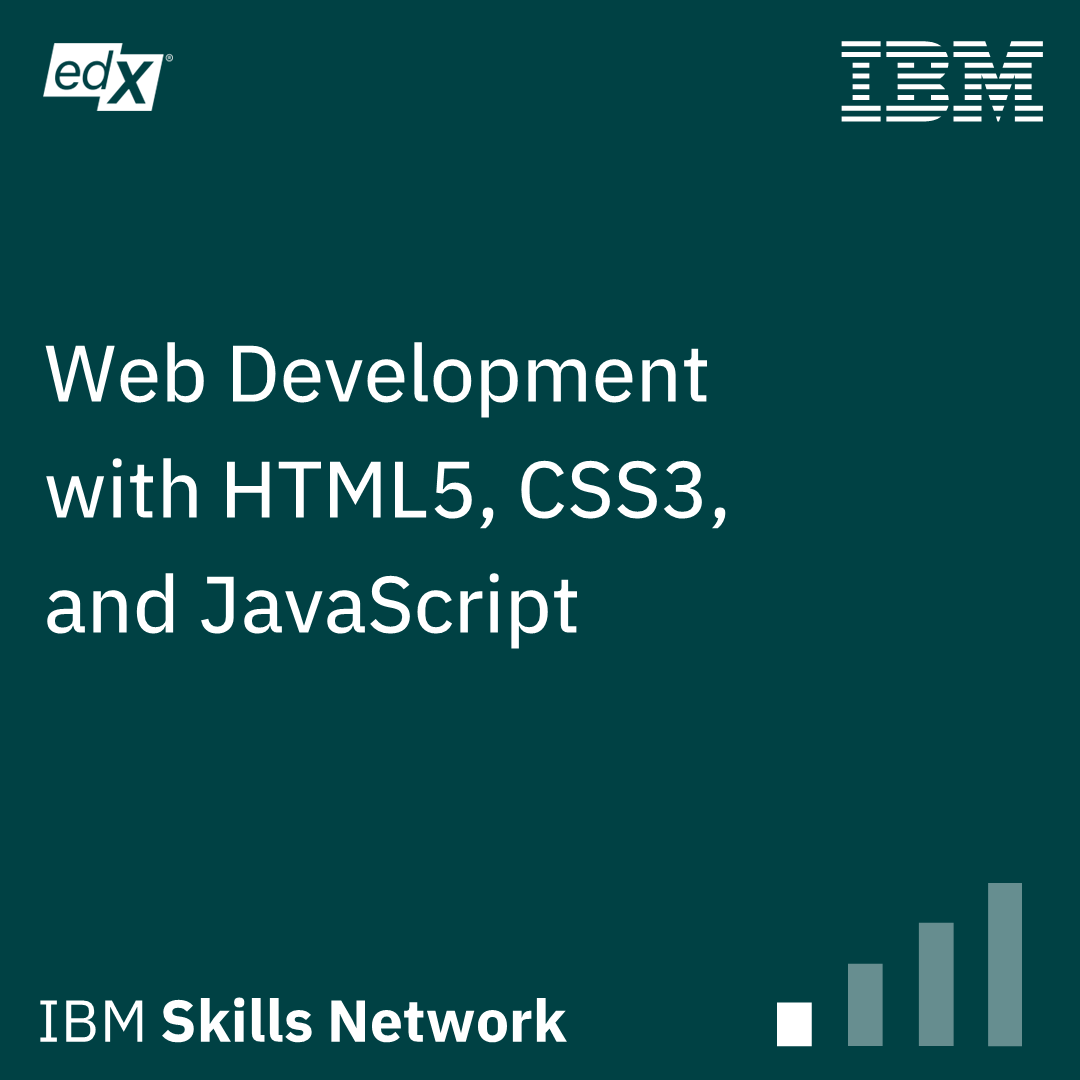 edX®
IBM
Web Development
with HTML5, CSS3,
and JavaScript
IBM Skills Network